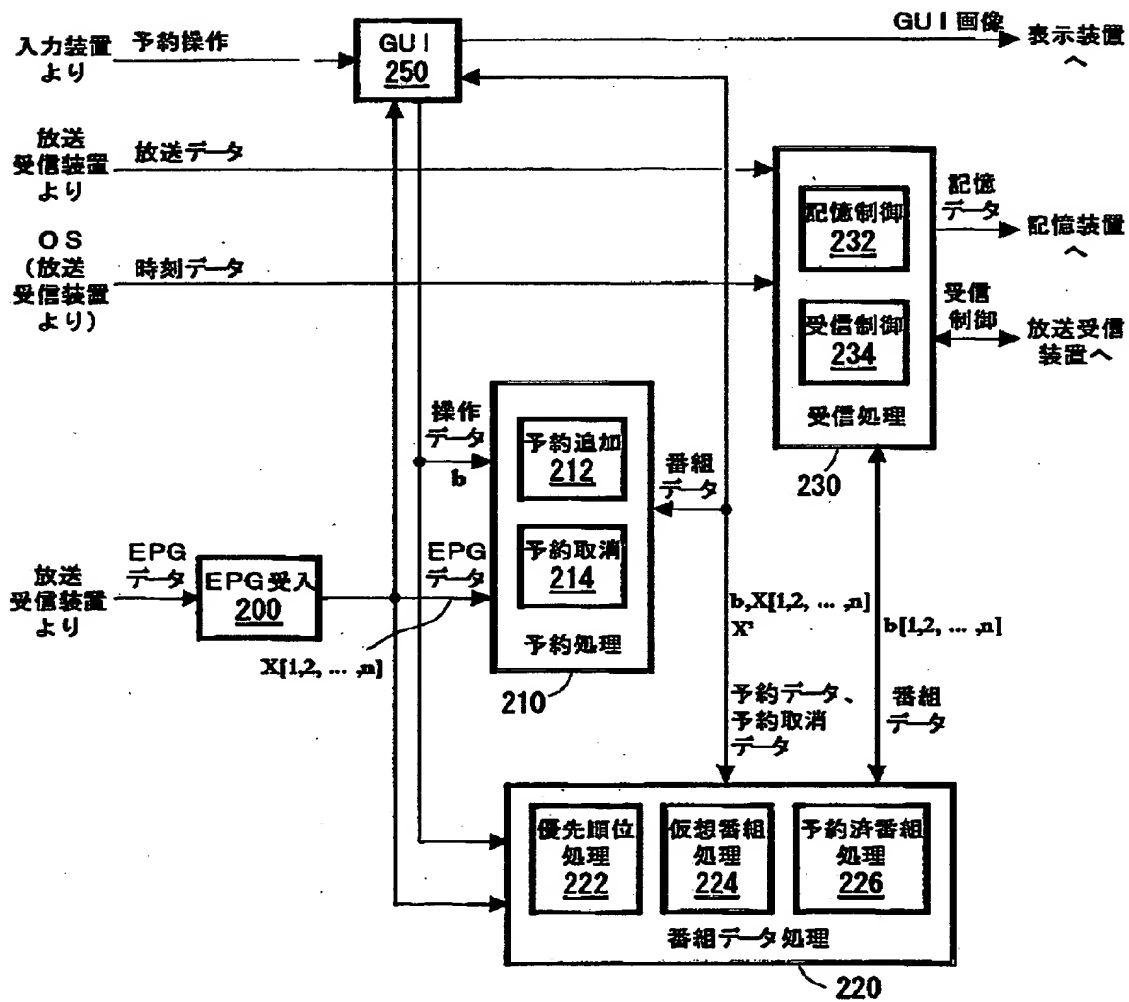 GUI画像
入力装置
より
予約操作
GUI
250
表示装置
へ
放送
受信装置
より
放送データ
記憶制御
232
記憶
データ
記憶装置
へ
OS
(放送
受信装置
より)
時刻データ
受信制御
234
受信
制御
放送受信
装置へ
受信処理
230
操作
データ
b
予約追加
212
番組
データ
EPG
データ
予約取消
214
予約処理
210
放送
受信装置
より
EPG
データ
EPG受入
200
X[1,2, ... ,n]
b,X[1,2, ... ,n]
b[1,2, ... ,n]
予約データ、
予約取消
データ
番組
データ
優先順位
処理
222
仮想番組
処理
224
予約済番組
処理
226
番組データ処理
220